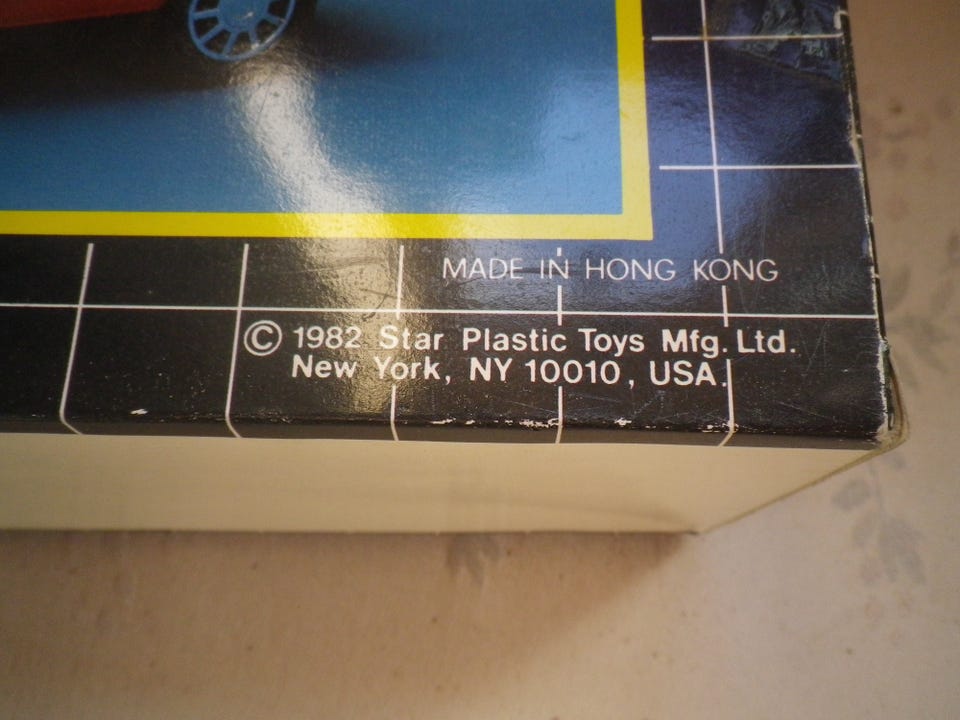 MADE IN HONG KONG
© 1982 Star Plastic Toys Mfg. Ltd.
New York, NY 10010, USA.